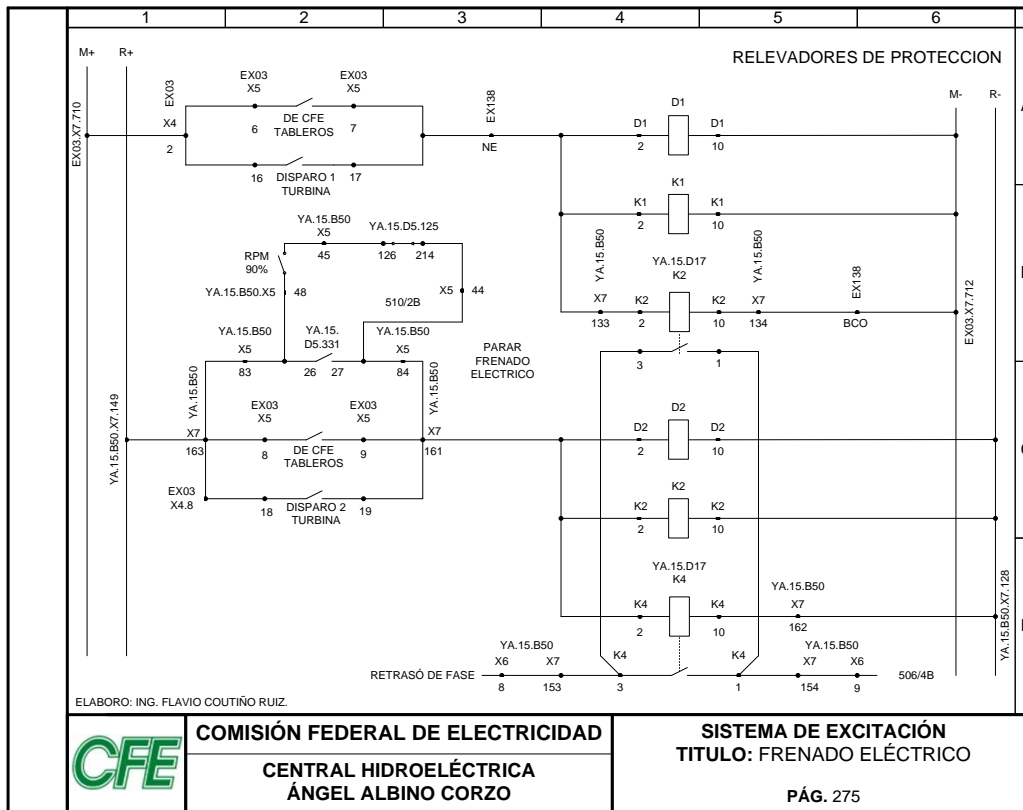 1 2 3 4 5 6
M+ R+
RELEVADORES DE PROTECCION
M- R-
EX03.X7.710
EX03
X4
2
EX03
X5
EX03
X5
6
DE CFE
TABLEROS
7
16
DISPARO 1
TURBINA
17
EX138
NE
D1
D1
2
D1
10
K1
K1
2
K1
10
YA.15.B50
X7
133
YA.15.D17
K2
K2
2
K2
10
YA.15.B50
X7
134
EX138
BCO
EX03.X7.712
3
1
YA.15.B50
X5
45
YA.15.D5.125
126
214
RPM
90%
YA.15.B50.X5
48
510/2B
X5
44
YA.15.B50
X5
83
YA.15.
D5.331
26
27
YA.15.B50
X5
84
PARAR
FRENADO
ELECTRICO
YA.15.B50.X7.149
YA.15.B50
X7
163
EX03
X5
EX03
X5
8
DE CFE
TABLEROS
9
YA.15.B50
X7
161
EX03
X4.8
18
DISPARO 2
TURBINA
19
D2
D2
2
D2
10
K2
K2
2
K2
10
YA.15.D17
K4
K4
2
K4
10
YA.15.B50
X7
162
YA.15.B50.X7.128
RETRASÓ DE FASE
YA.15.B50
X6
8
X7
153
K4
3
K4
1
YA.15.B50
X7
154
X6
9
506/4B
ELABORO: ING. FLAVIO COUTIÑO RUIZ.
CFE
COMISIÓN FEDERAL DE ELECTRICIDAD
CENTRAL HIDROELÉCTRICA
ÁNGEL ALBINO CORZO
SISTEMA DE EXCITACIÓN
TITULO: FRENADO ELÉCTRICO
PÁG. 275